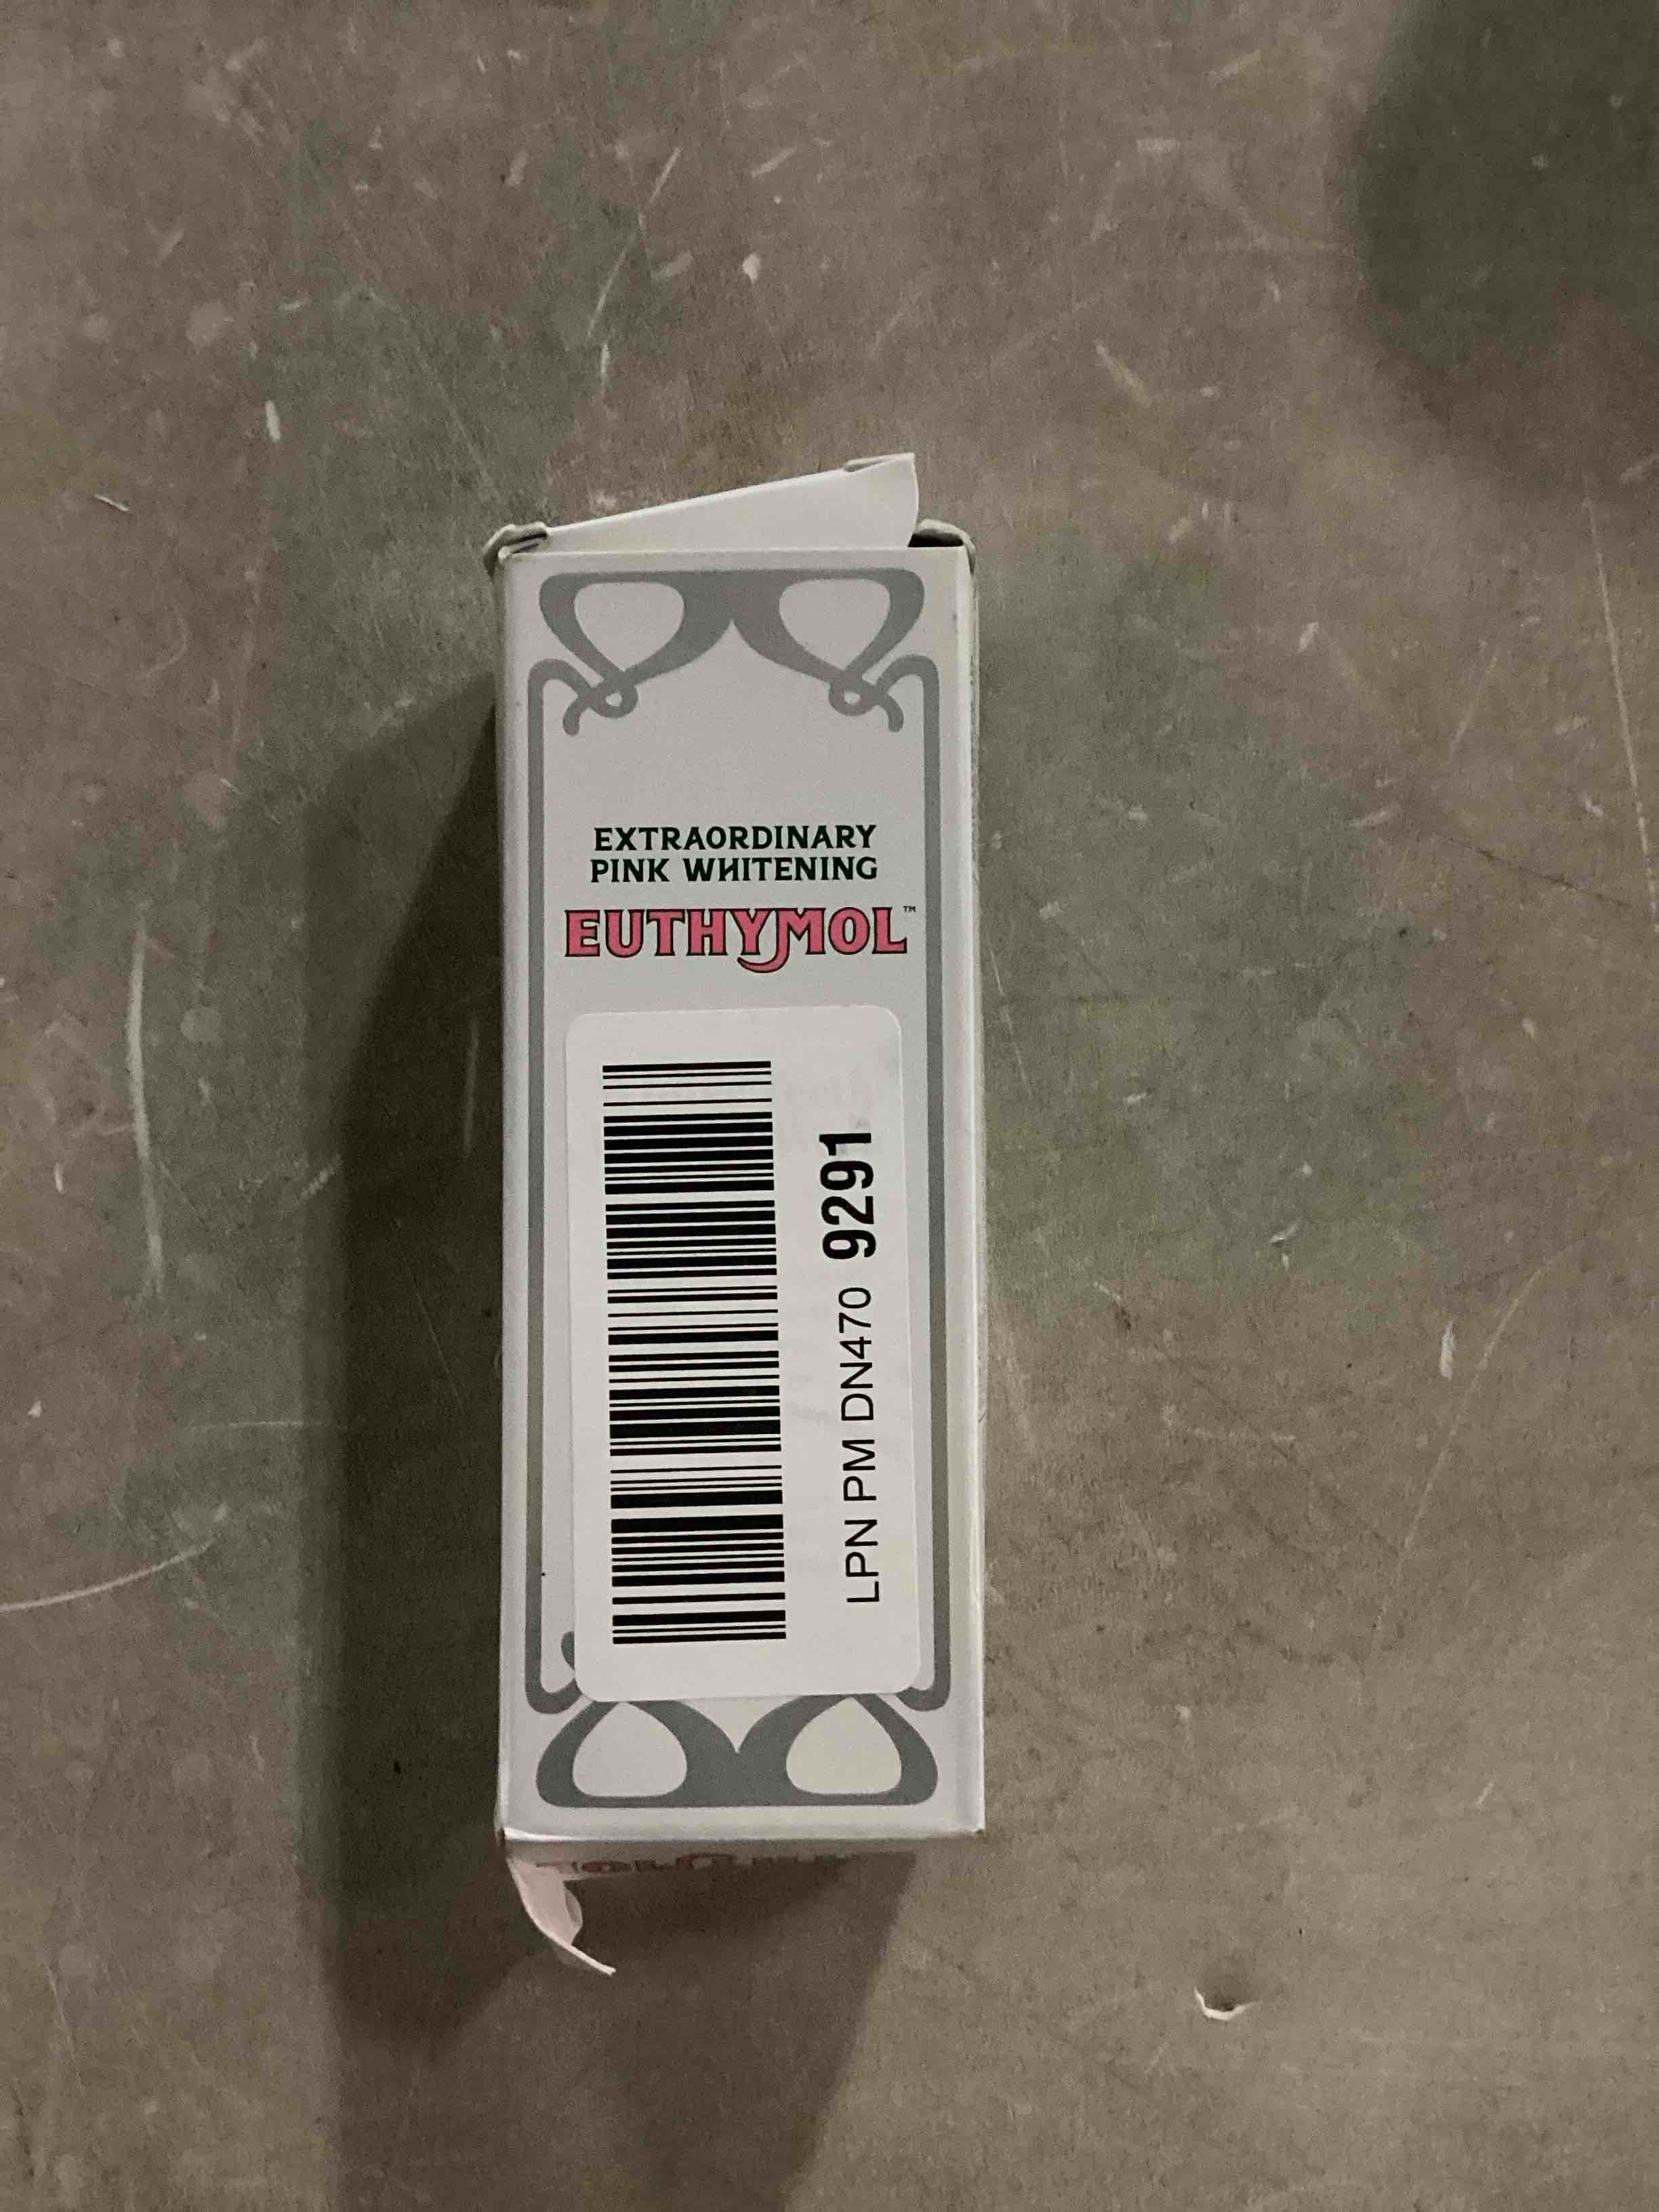 EXTRAORDINARY
PINK WHITENING
EUTHYMOL™
LPN PM DN470 9291